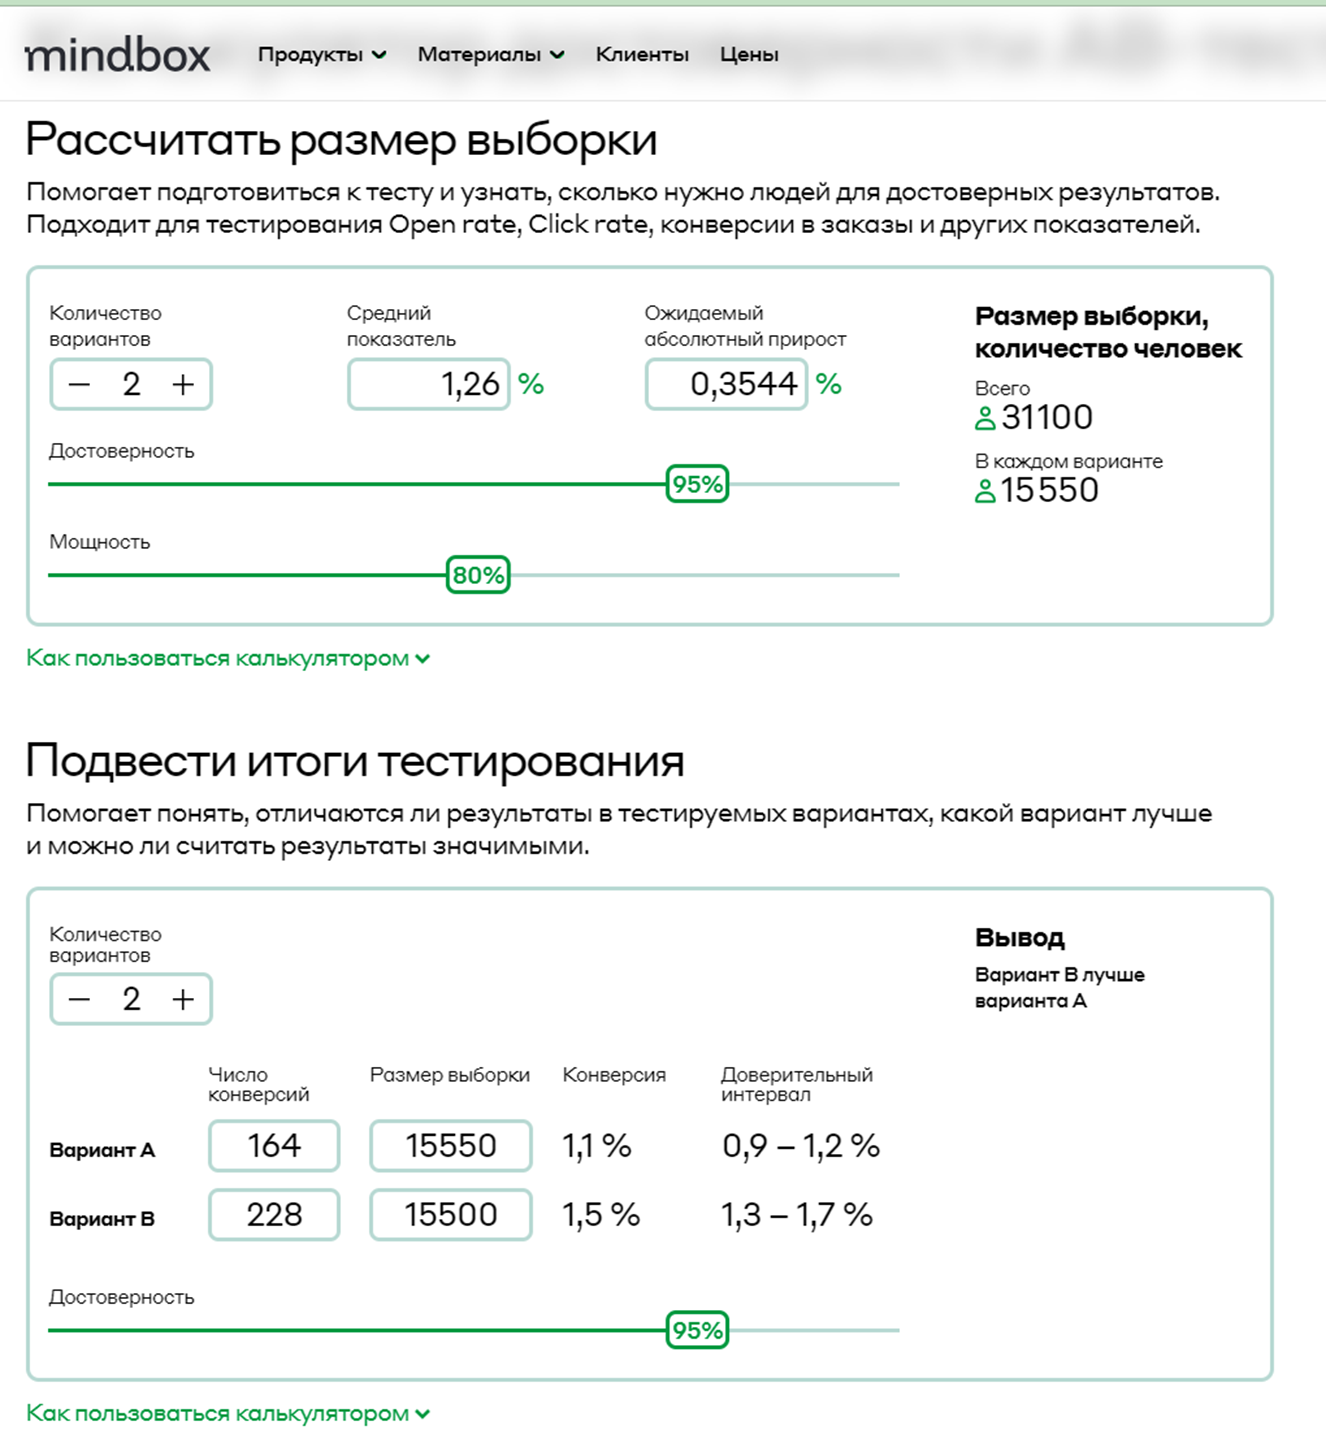 mindbox
Продукты Материалы Клиенты Цены
Рассчитать размер выборки
Помогает подготовиться к тесту и узнать, сколько нужно людей для достоверных результатов.
Подходит для тестирования Open rate, Click rate, конверсии в заказы и других показателей.
Количество
вариантов
– 2 +
Средний
показатель
1,26 %
Ожидаемый
абсолютный прирост
0,3544 %
Достоверность
95%
Мощность
80%
Размер выборки,
количество человек
Всего
31100
В каждом варианте
15 550
Как пользоваться калькулятором
Подвести итоги тестирования
Помогает понять, отличаются ли результаты в тестируемых вариантах, какой вариант лучше
и можно ли считать результаты значимыми.
Количество
вариантов
– 2 +
Число
конверсий
Размер выборки
Конверсия
Доверительный
интервал
Вариант A 164 15550 1,1 % 0,9 – 1,2 %
Вариант B 228 15500 1,5 % 1,3 – 1,7 %
Достоверность
95%
Вывод
Вариант B лучше
варианта A
Как пользоваться калькулятором